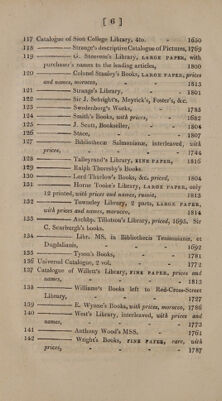 [ 6 ]
117 Catalogue of Sion College Library, 4to. - 1650
118 ——— Strange's descriptive Catalogue of Pictures, 1769
119 ——— G. Steevens's Library, LARGE PAPER, with
purchaser's names to the leading articles, 1800
120 ——— Colonel Stanley's Books, LARGE PAPER, prices
and names, morocco, - - 1813
121 ——— Strange's Library, - - 1801
122 ——— Sir J. Sebright's, Meyrick's, Foster's, &c.
123 ——— Swedenborg's Works, - 1785
124 ——— Smith's Books, with prices, - 1682
125 ——— J. Scott, Bookseller, - - 1804
126 ——— Stace, - - 1807
127 ——— Bibliothecæ Salmanianæ, interleaved, with
prices, - - - 1744
128 ——— Talleyrand's Library, FINE PAPER, 1816
129 ——— Ralph Thoresby's Books.
130 ——— Lord Thurlow's Books, &c. priced, 1804
131 ——— Horne Tooke's Library, LARGE PAPER, only
12 printed, with prices and names, russia, 1813
132 ——— Towneley Library, 2 parts, LARGE PAPER,
with prices and names, morocco, - 1814
133 ——— Archbp. Tillotson's Library, priced, 1695. Sir
C. Scarburgh's books.
134 ——— Libr. MS. in Bibliothecis Tenisoniana, et
Dugdalianis, - - 1692
135 ——— Tyson's Books, - - 1781
136 Universal Catalogue, 2 vol. - - 1772
137 Catalogue of Willett's Library, FINE PAPER, prices and
names, - - - 1813
138 ——— Williams's Books left to Red-Cross-Street
Library, - - - 1727
139 ——— E. Wynne's Books, with prices, morocco, 1786
140 ——— West's Library, interleaved, with prices and
names, - - - 1773
141 ——— Anthony Wood's MSS. - 1761
142 ——— Wright's Books, FINE PAPER, rare, with
prices, - - - 1787